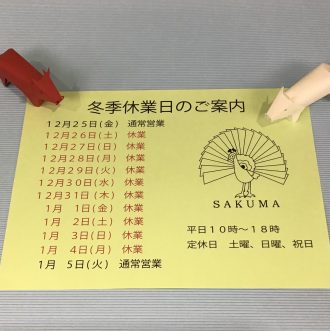 冬季休業日のご案内
12月25日(金) 通常営業
12月26日(土) 休業
12月27日(日) 休業
12月28日(月) 休業
12月29日(火) 休業
12月30日(水) 休業
12月31日(木) 休業
1月 1日(金) 休業
1月 2日(土) 休業
1月 3日(日) 休業
1月 4日(月) 休業
1月 5日(火) 通常営業
SAKUMA
平日10時~18時
定休日 土曜、日曜、祝日